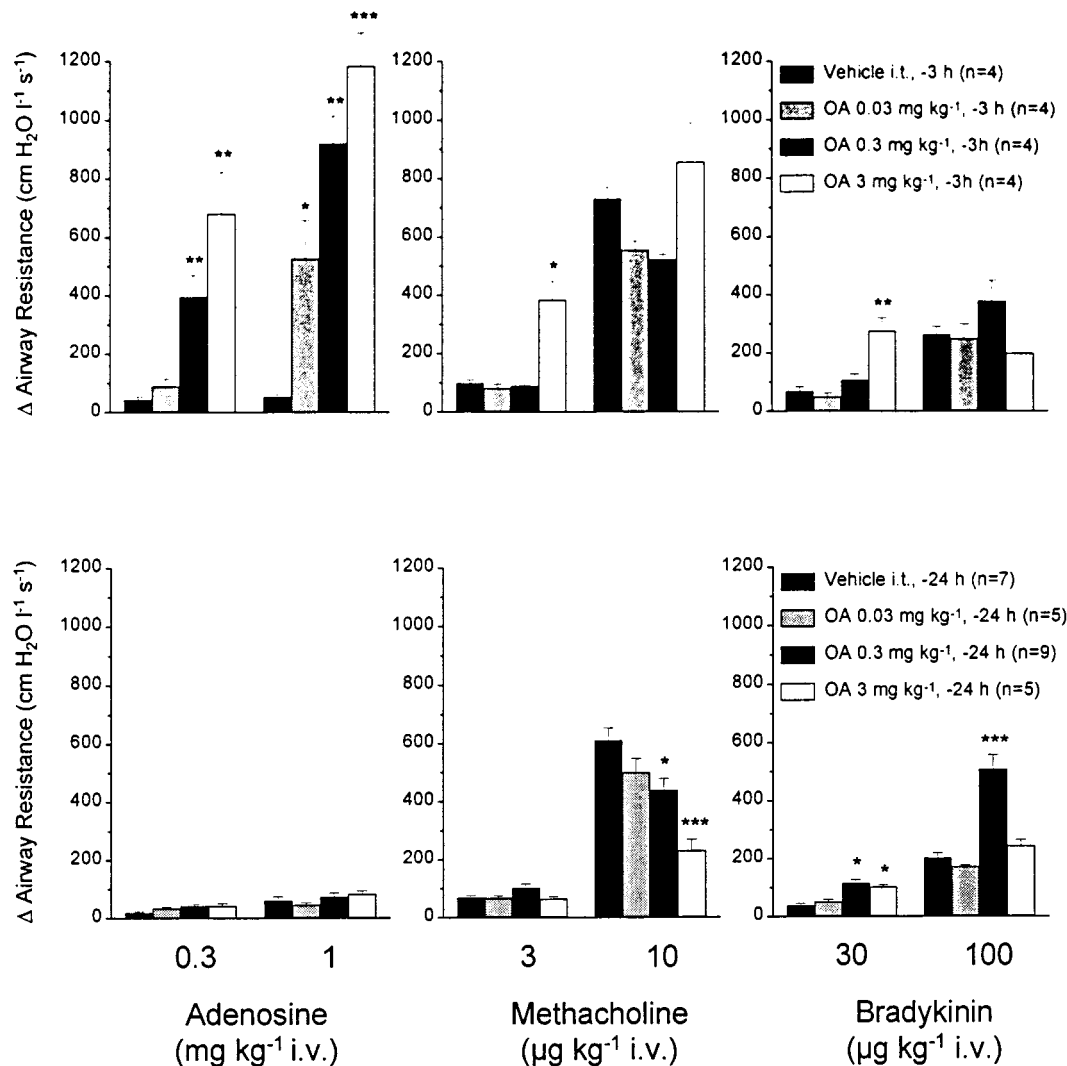 ***
** ** * **
1200
1000
800
600
400
200
0
Δ Airway Resistance (cm H₂O l⁻¹ s⁻¹)
*
1200
1000
800
600
400
200
0
**
1200
1000
800
600
400
200
0
Vehicle i.t., -3 h (n=4)
OA 0.03 mg kg⁻¹, -3 h (n=4)
OA 0.3 mg kg⁻¹, -3h (n=4)
OA 3 mg kg⁻¹, -3h (n=4)
1200
1000
800
600
400
200
0
Δ Airway Resistance (cm H₂O l⁻¹ s⁻¹)
0.3 1
Adenosine
(mg kg⁻¹ i.v.)
1200
1000
800
600
400
200
0
* ***
3 10
Methacholine
(µg kg⁻¹ i.v.)
1200
1000
800
600
400
200
0
Vehicle i.t., -24 h (n=7)
OA 0.03 mg kg⁻¹, -24 h (n=5)
OA 0.3 mg kg⁻¹, -24 h (n=9)
OA 3 mg kg⁻¹, -24 h (n=5)
* * ***
30 100
Bradykinin
(µg kg⁻¹ i.v.)